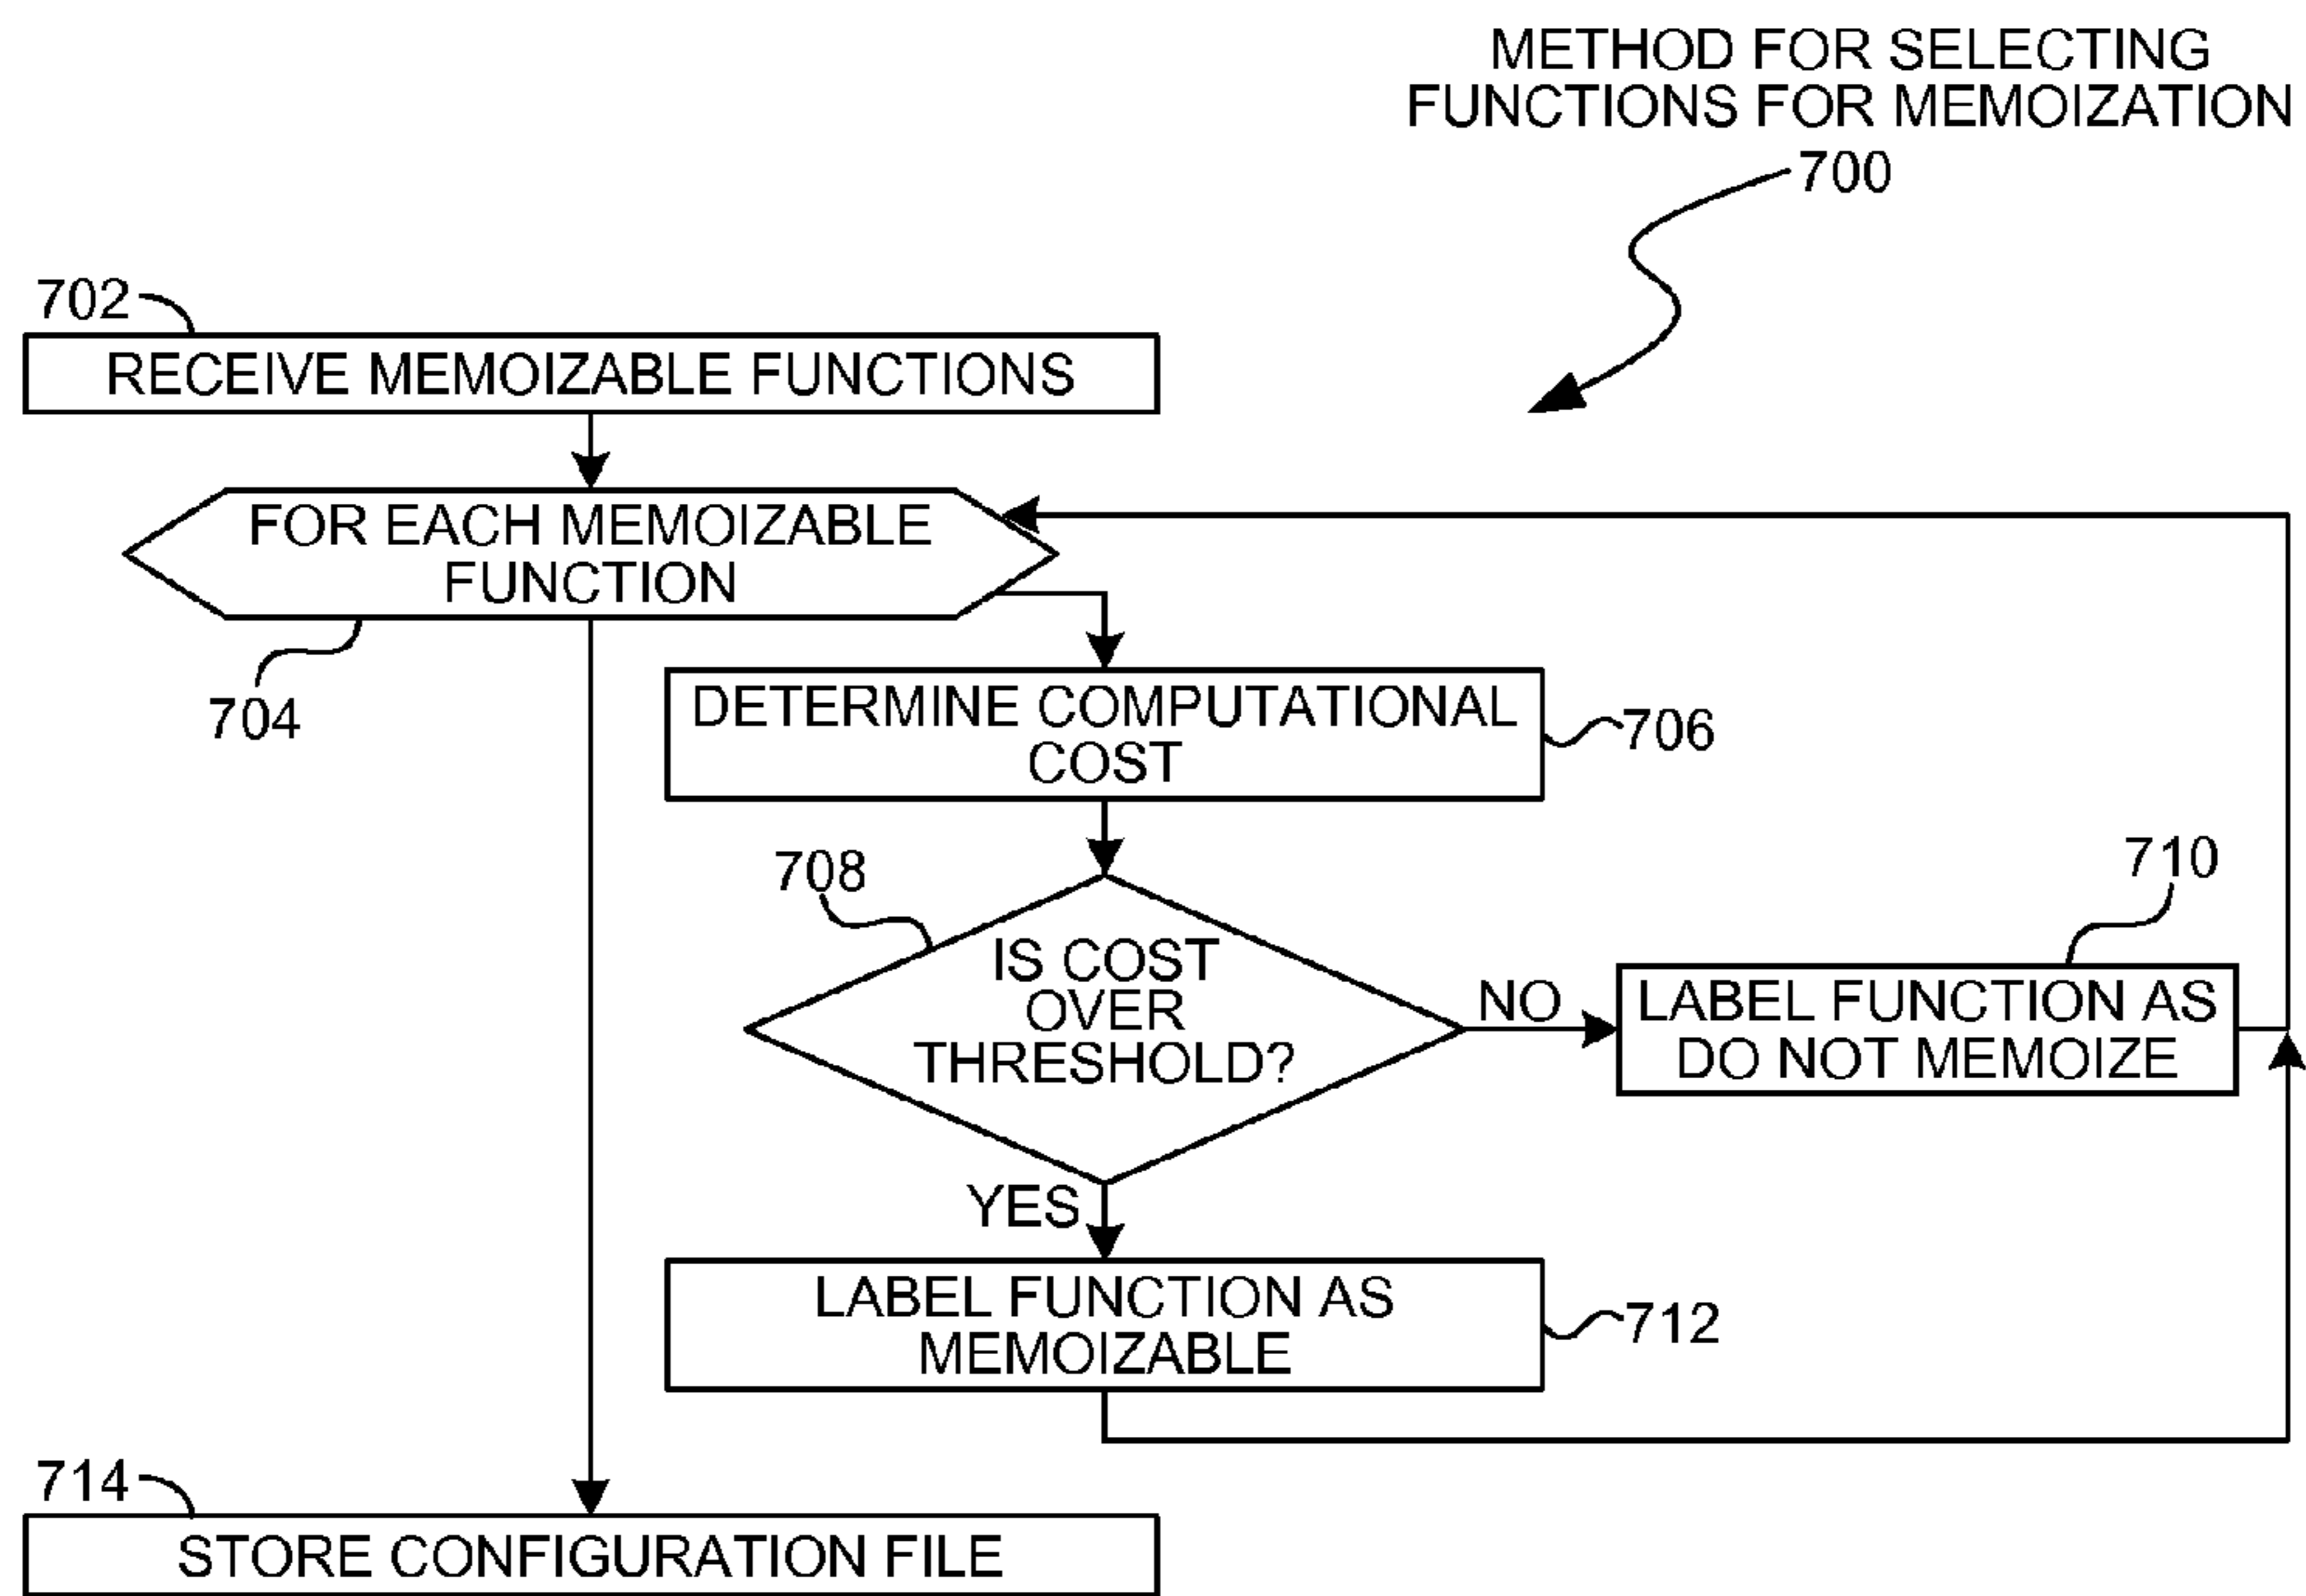 METHOD FOR SELECTING
FUNCTIONS FOR MEMOIZATION
700
702
RECEIVE MEMOIZABLE FUNCTIONS
FOR EACH MEMOIZABLE
FUNCTION
704
DETERMINE COMPUTATIONAL
COST
706
708
IS COST
OVER
THRESHOLD?
NO
710
LABEL FUNCTION AS
DO NOT MEMOIZE
YES
LABEL FUNCTION AS
MEMOIZABLE
712
714
STORE CONFIGURATION FILE